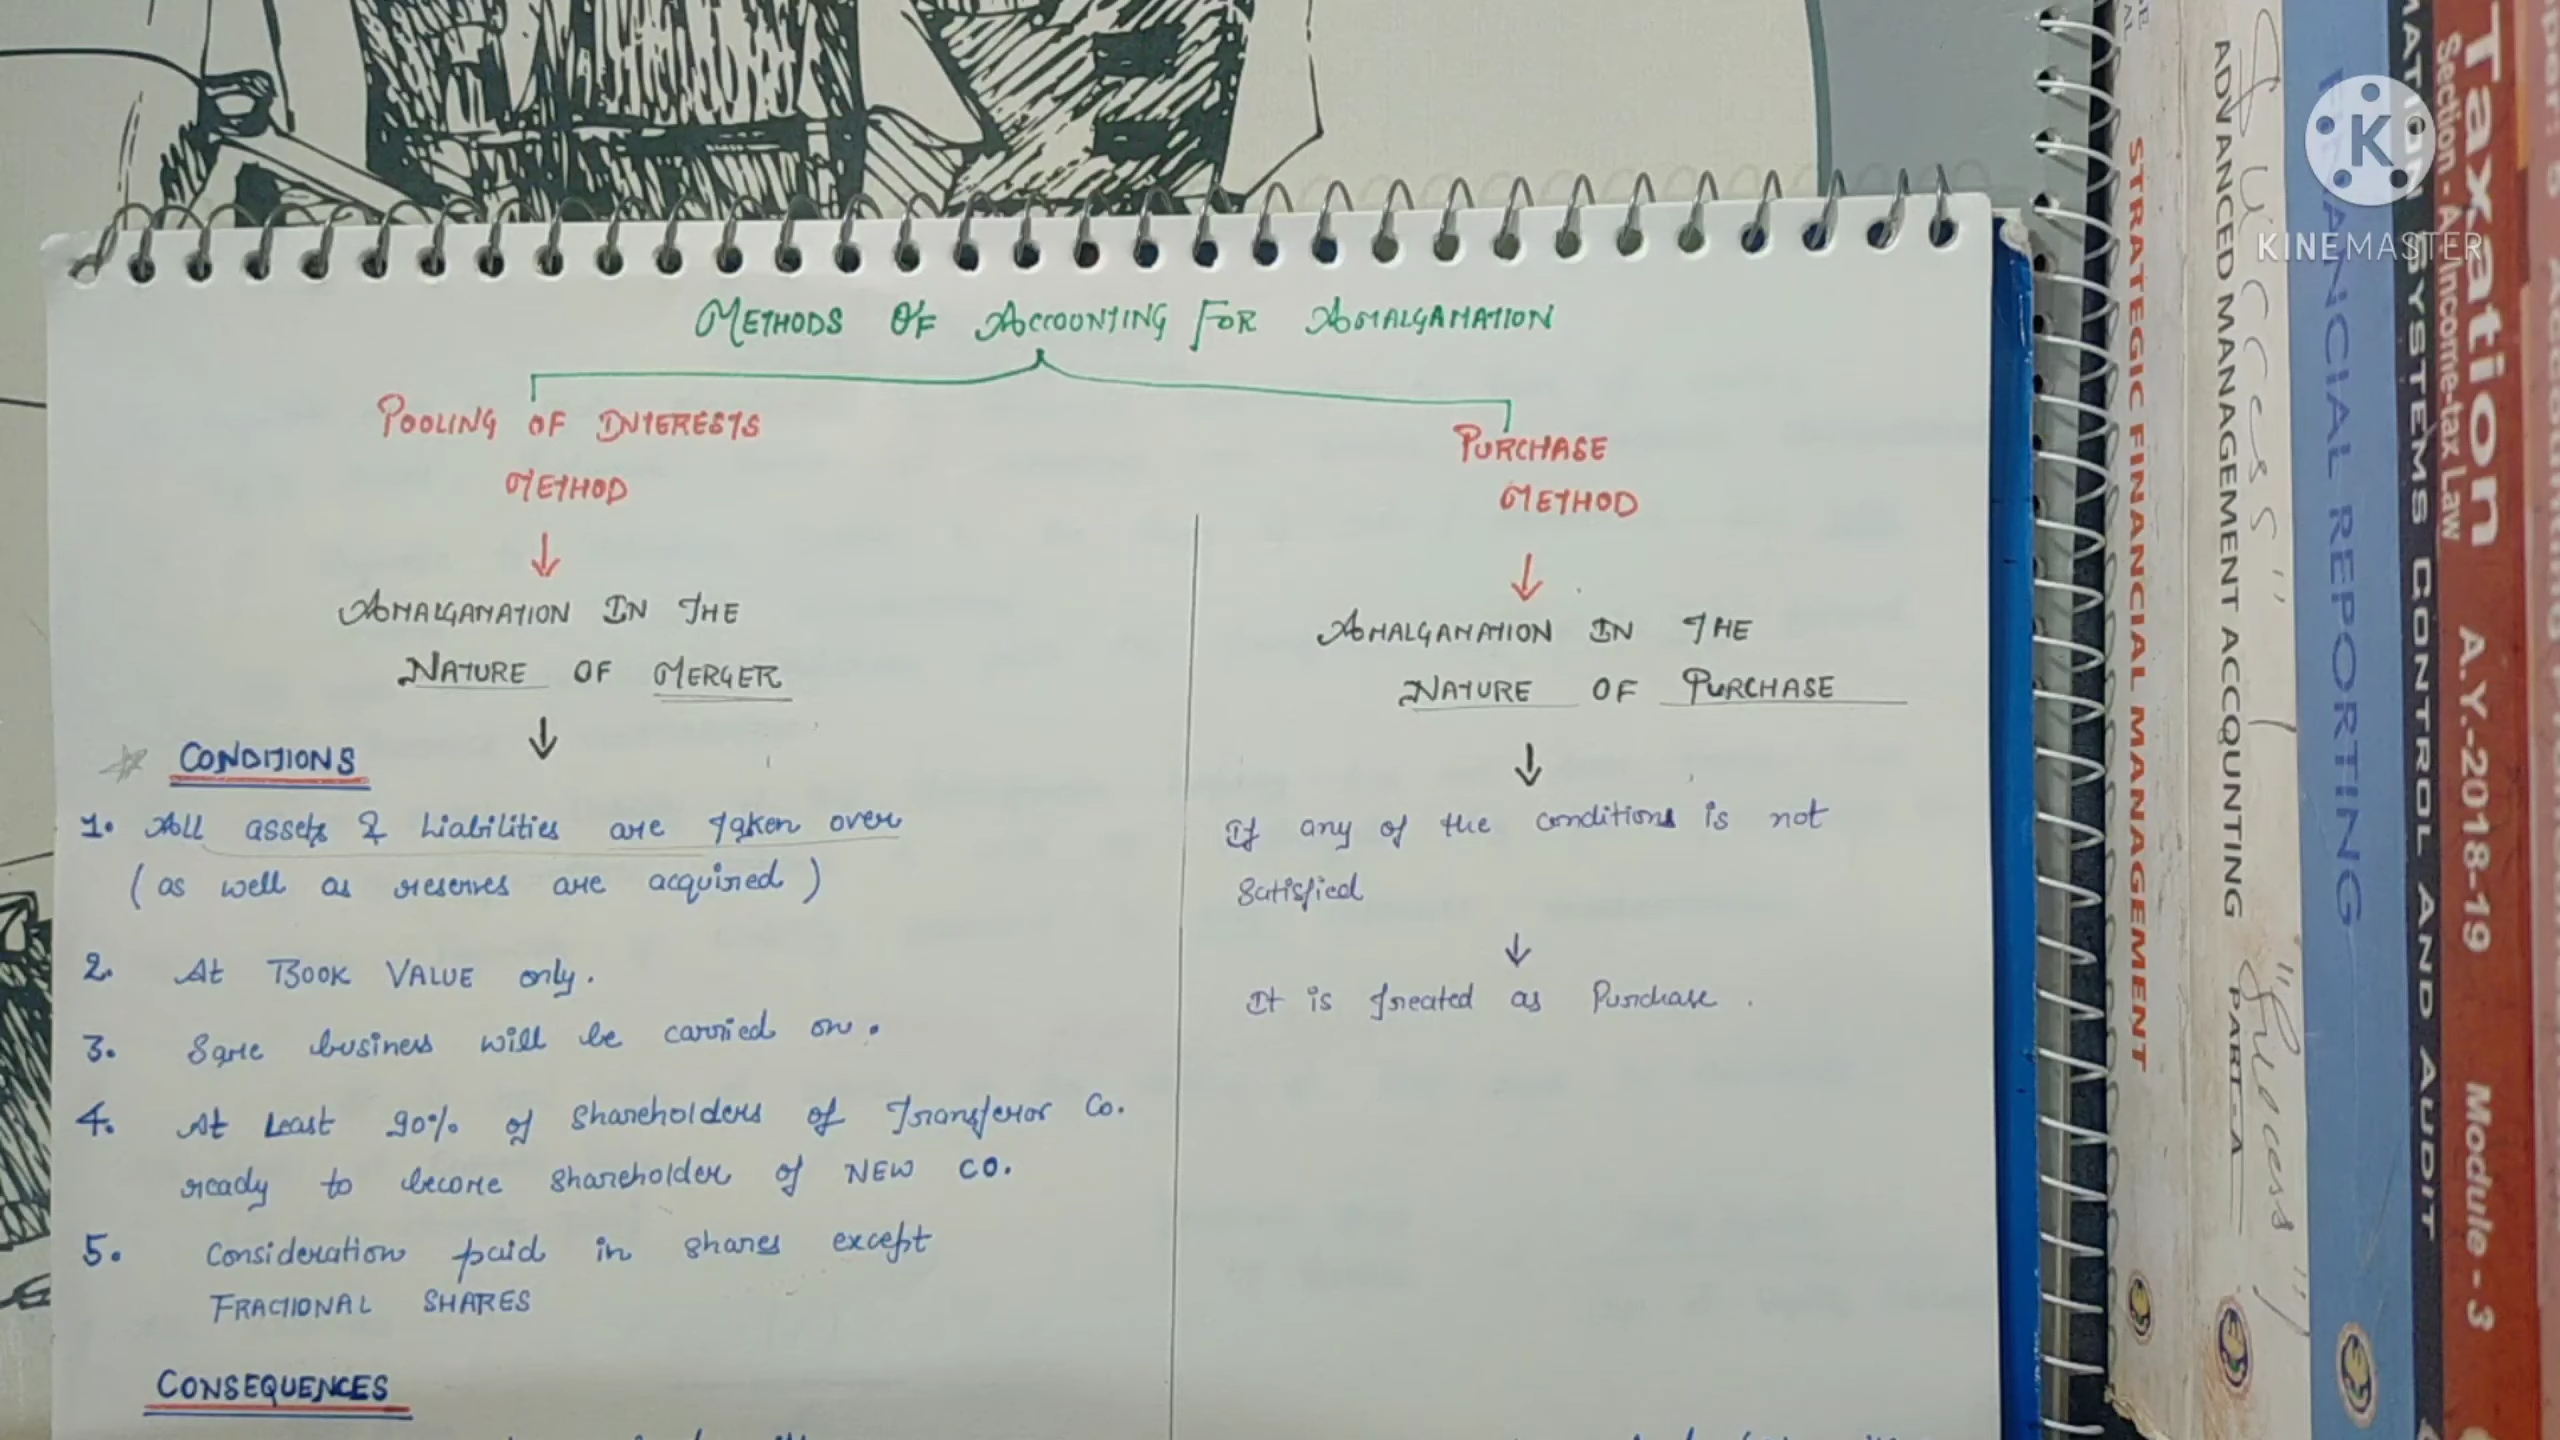 METHODS OF ACCOUNTING FOR AMALGAMATION
POOLING OF INTERESTS
METHOD
AMALGAMATION IN THE
NATURE OF MERGER
CONDITIONS
1. All assets & Liabilities are taken over
(as well as reserves are acquired)
2. At BOOK VALUE only.
3. Same business will be carried on.
4. At Least 90% of shareholders of Transferor Co.
ready to become shareholder of NEW CO.
5. Consideration paid in shares except
FRACTIONAL SHARES
CONSEQUENCES
PURCHASE
METHOD
AMALGAMATION IN THE
NATURE OF PURCHASE
If any of the conditions is not
satisfied
It is treated as Purchase.
STRATEGIC FINANCIAL MANAGEMENT
ADVANCED MANAGEMENT ACCOUNTING PART-A
"Success"
"Success"
FINANCIAL REPORTING
SYSTEMS CONTROL AND AUDIT
Taxation
Section - A: Income-tax Law
A.Y.-2018-19
Module - 3
K
KINEMASTER